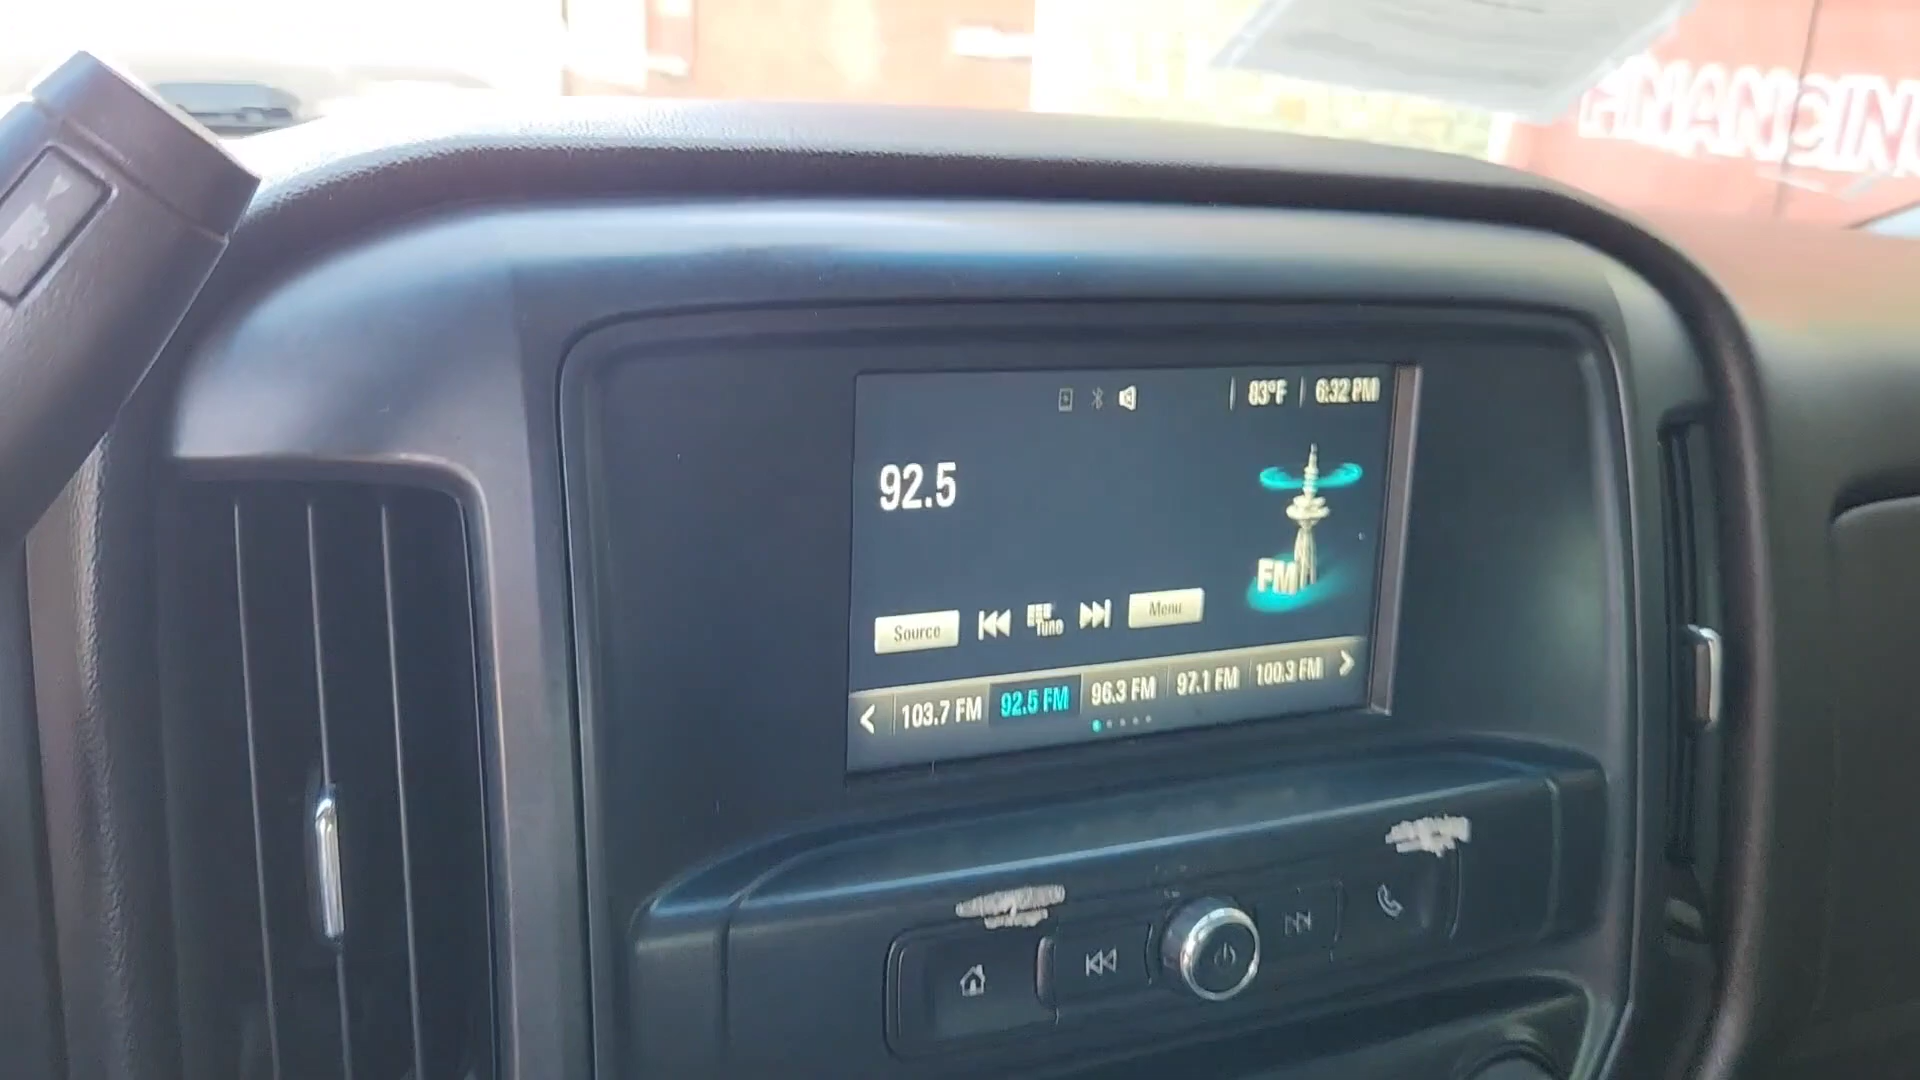 FINANCIN
83°F 6:32 PM
92.5
FM
Source Tune Menu
103.7 FM 92.5 FM 96.3 FM 97.1 FM 100.3 FM